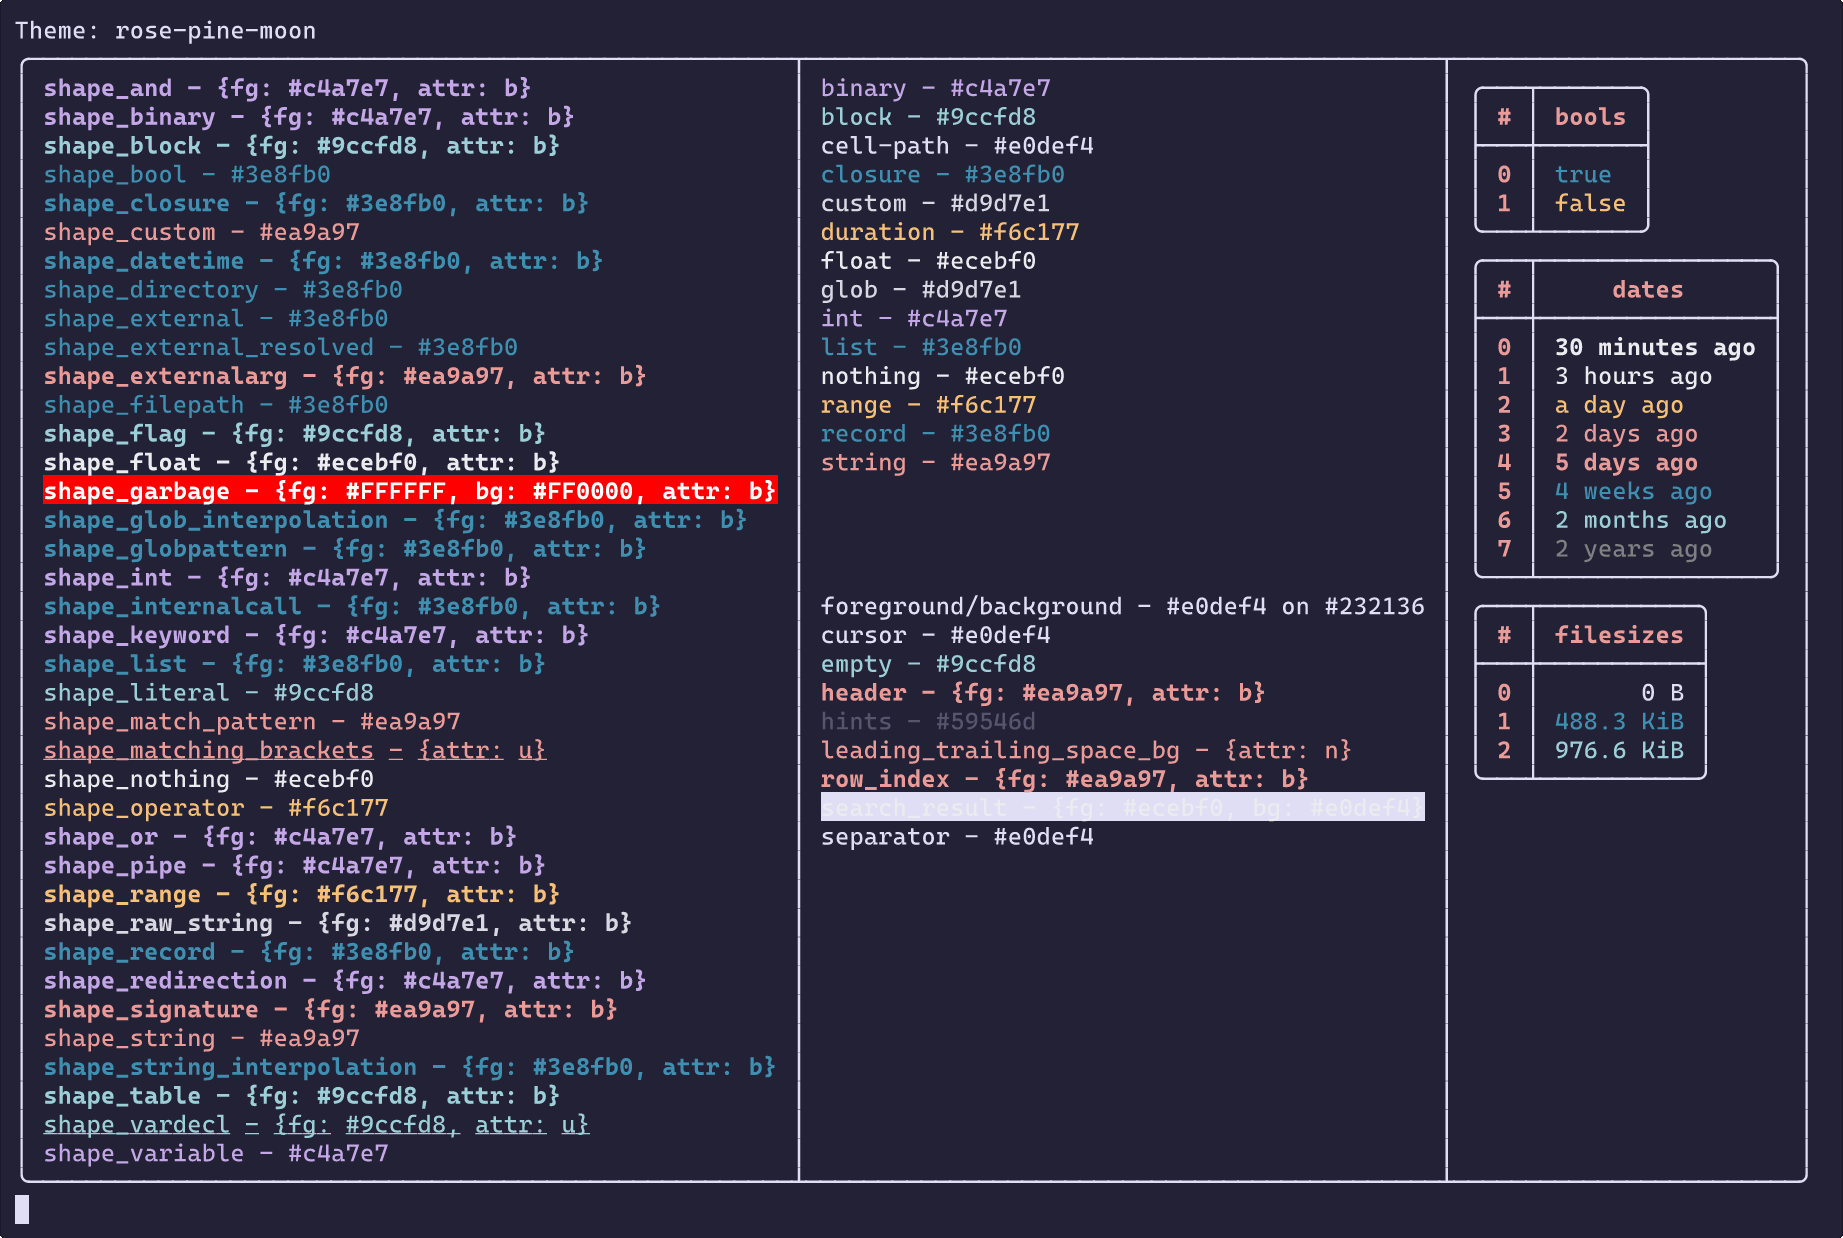 Theme: rose-pine-moon
shape_and - {fg: #c4a7e7, attr: b}
shape_binary - {fg: #c4a7e7, attr: b}
shape_block - {fg: #9ccfd8, attr: b}
shape_bool - #3e8fb0
shape_closure - {fg: #3e8fb0, attr: b}
shape_custom - #ea9a97
shape_datetime - {fg: #3e8fb0, attr: b}
shape_directory - #3e8fb0
shape_external - #3e8fb0
shape_external_resolved - #3e8fb0
shape_externalarg - {fg: #ea9a97, attr: b}
shape_filepath - #3e8fb0
shape_flag - {fg: #9ccfd8, attr: b}
shape_float - {fg: #ecebf0, attr: b}
shape_garbage - {fg: #FFFFFF, bg: #FF0000, attr: b}
shape_glob_interpolation - {fg: #3e8fb0, attr: b}
shape_globpattern - {fg: #3e8fb0, attr: b}
shape_int - {fg: #c4a7e7, attr: b}
shape_internalcall - {fg: #3e8fb0, attr: b}
shape_keyword - {fg: #c4a7e7, attr: b}
shape_list - {fg: #3e8fb0, attr: b}
shape_literal - #9ccfd8
shape_match_pattern - #ea9a97
shape_matching_brackets - {attr: u}
shape_nothing - #ecebf0
shape_operator - #f6c177
shape_or - {fg: #c4a7e7, attr: b}
shape_pipe - {fg: #c4a7e7, attr: b}
shape_range - {fg: #f6c177, attr: b}
shape_raw_string - {fg: #d9d7e1, attr: b}
shape_record - {fg: #3e8fb0, attr: b}
shape_redirection - {fg: #c4a7e7, attr: b}
shape_signature - {fg: #ea9a97, attr: b}
shape_string - #ea9a97
shape_string_interpolation - {fg: #3e8fb0, attr: b}
shape_table - {fg: #9ccfd8, attr: b}
shape_vardecl - {fg: #9ccfd8, attr: u}
shape_variable - #c4a7e7
binary - #c4a7e7
block - #9ccfd8
cell-path - #e0def4
closure - #3e8fb0
custom - #d9d7e1
duration - #f6c177
float - #ecebf0
glob - #d9d7e1
int - #c4a7e7
list - #3e8fb0
nothing - #ecebf0
range - #f6c177
record - #3e8fb0
string - #ea9a97
foreground/background - #e0def4 on #232136
cursor - #e0def4
empty - #9ccfd8
header - {fg: #ea9a97, attr: b}
hints - #59546d
leading_trailing_space_bg - {attr: n}
row_index - {fg: #ea9a97, attr: b}
search_result - {fg: #ecebf0, bg: #e0def4}
separator - #e0def4
# bools
0 true
1 false
# dates
0 30 minutes ago
1 3 hours ago
2 a day ago
3 2 days ago
4 5 days ago
5 4 weeks ago
6 2 months ago
7 2 years ago
# filesizes
0 0 B
1 488.3 KiB
2 976.6 KiB